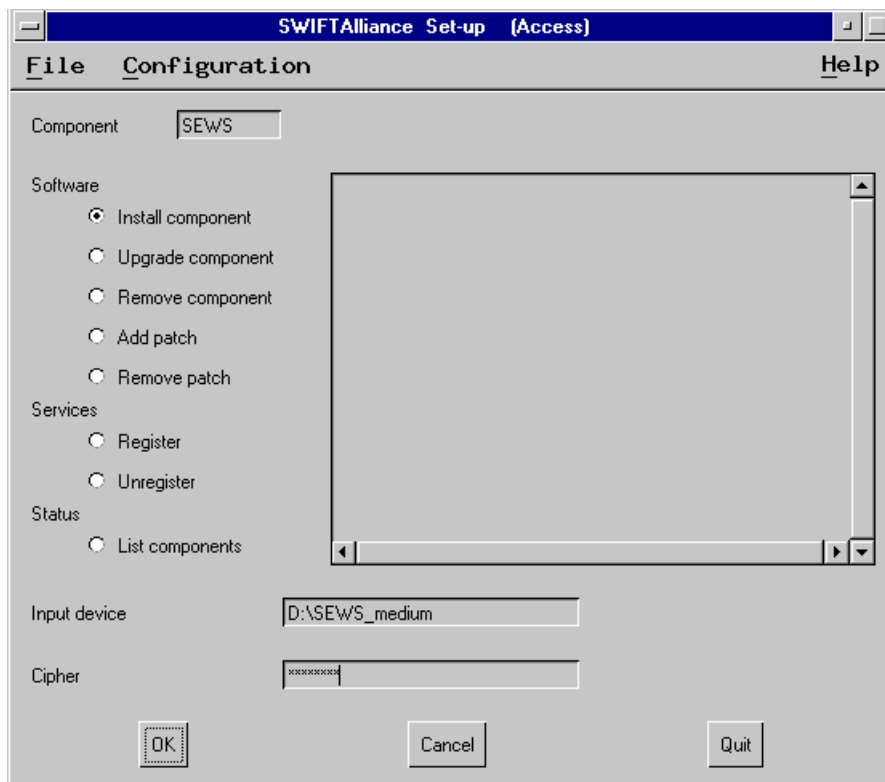 SWIFTAlliance Set-up (Access)
File Configuration Help
Component SEWS
Software
Install component
Upgrade component
Remove component
Add patch
Remove patch
Services
Register
Unregister
Status
List components
Input device D:\SEWS_medium
Cipher ********
OK Cancel Quit